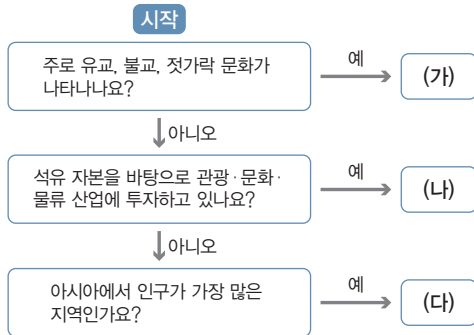 시작
주로 유교, 불교, 젓가락 문화가
나타나나요?
예
(가)
아니오
석유 자본을 바탕으로 관광·문화·
물류 산업에 투자하고 있나요?
예
(나)
아니오
아시아에서 인구가 가장 많은
지역인가요?
예
(다)